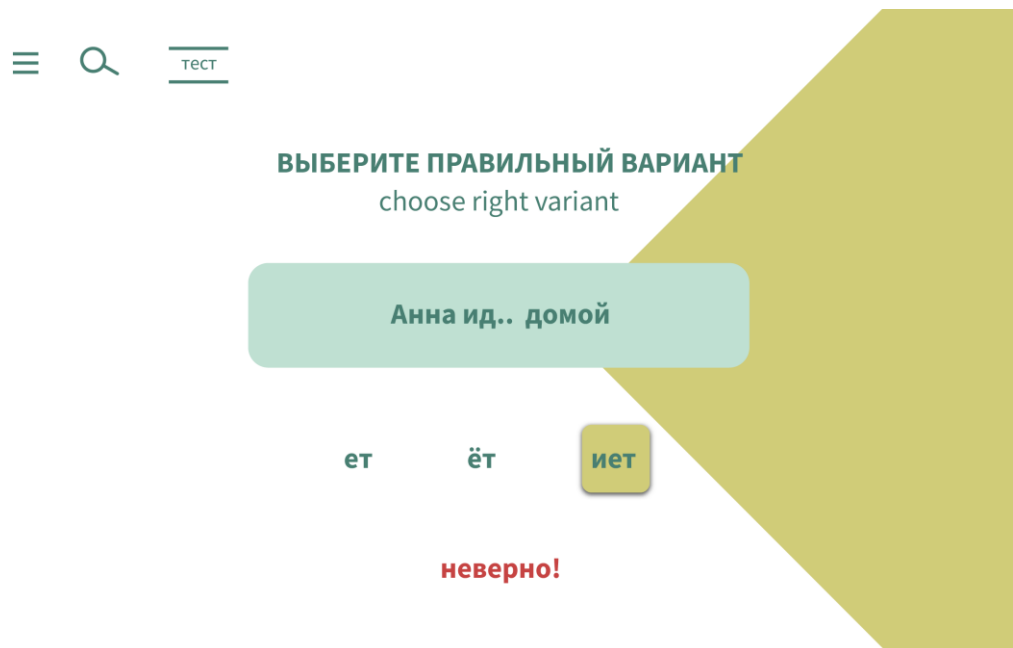 тест
ВЫБЕРИТЕ ПРАВИЛЬНЫЙ ВАРИАНТ
choose right variant
Анна ид.. домой
ет ёт иет
неверно!